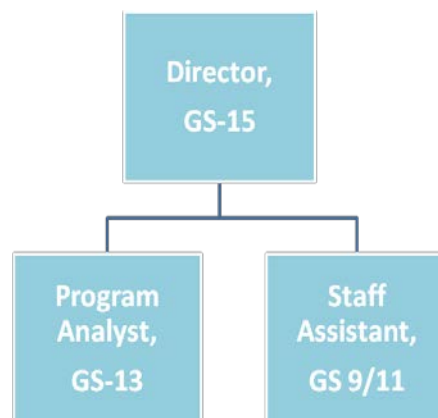 Director,
GS-15
Program
Analyst,
GS-13
Staff
Assistant,
GS 9/11